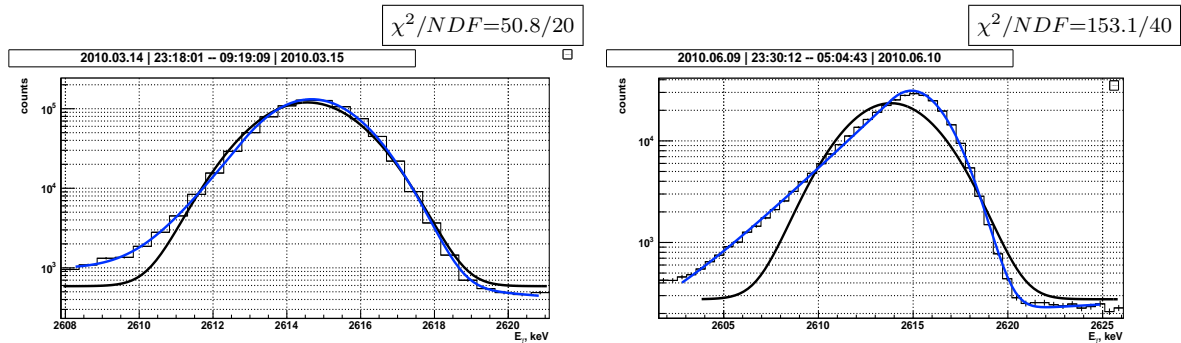 χ²/NDF=50.8/20
2010.03.14 | 23:18:01 -- 09:19:09 | 2010.03.15
counts
10⁵
10⁴
10³
2608 2610 2612 2614 2616 2618 2620
Eᵧ, keV
χ²/NDF=153.1/40
2010.06.09 | 23:30:12 -- 05:04:43 | 2010.06.10
counts
10⁴
10³
2605 2610 2615 2620 2625
Eᵧ, keV